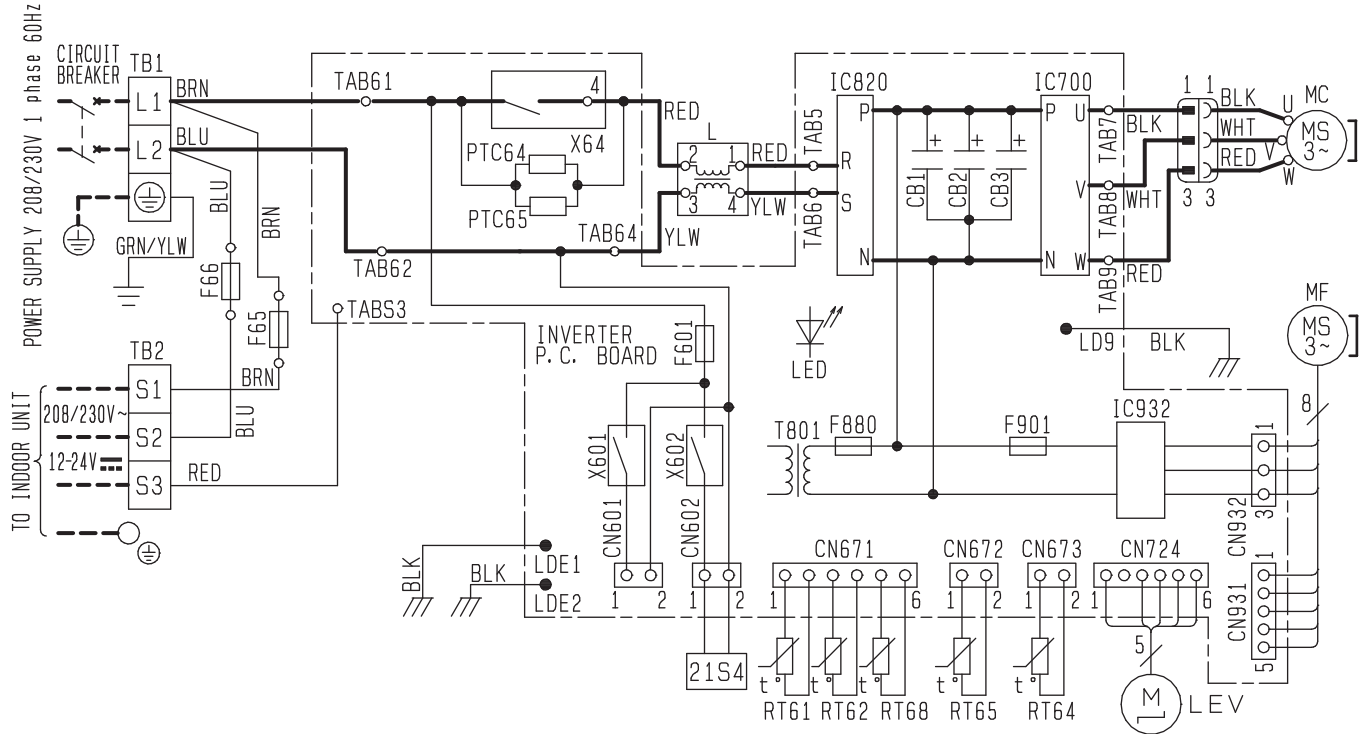 POWER SUPPLY 208/230V 1 phase 60Hz
CIRCUIT
BREAKER
TB1
L1
L2
BRN
BLU
GRN/YLW
BLU
BRN
F66
F65
TB2
S1
S2
S3
BRN
BLU
RED
TO INDOOR UNIT
208/230V~
12-24V
TAB61
TAB62
TABS3
4
X64
PTC64
PTC65
TAB64
RED
YLW
L
2
1
3
4
RED
YLW
TAB5
TAB6
IC820
P
R
S
N
CB1
+
CB2
+
CB3
+
IC700
P
N
U
V
W
TAB7
TAB8
TAB9
BLK
WHT
RED
1
1
3
3
BLK
WHT
RED
U
V
W
MC
MS
3~
MF
MS
3~
8
INVERTER
P.C. BOARD
F601
LED
LD9
BLK
T801
F880
F901
IC932
1
3
CN932
X601
X602
CN601
CN602
1
2
1
2
21S4
BLK
BLK
LDE1
LDE2
CN671
1
6
CN672
1
2
CN673
1
2
CN724
1
6
CN931
1
5
t°
t°
t°
t°
t°
RT61
RT62
RT68
RT65
RT64
5
M
LEV